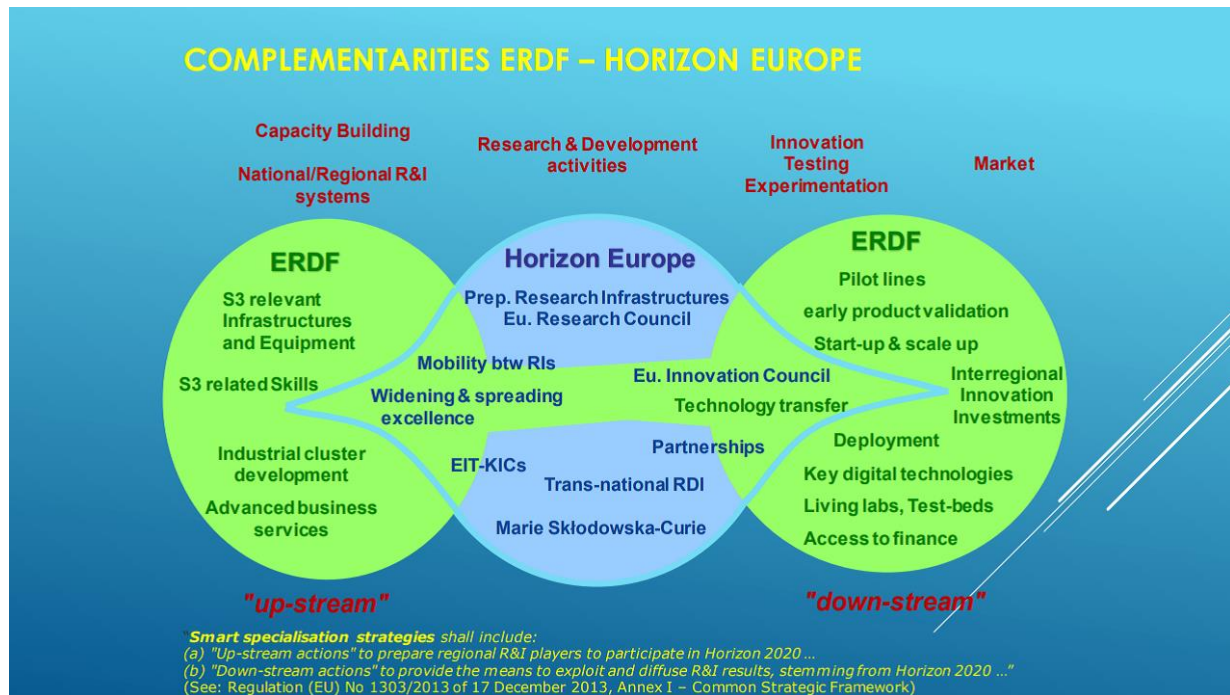 COMPLEMENTARITIES ERDF – HORIZON EUROPE
Capacity Building
National/Regional R&I
systems
Research & Development
activities
Innovation
Testing
Experimentation
Market
ERDF
S3 relevant
Infrastructures
and Equipment
S3 related Skills
Industrial cluster
development
Advanced business
services
Horizon Europe
Prep. Research Infrastructures
Eu. Research Council
Mobility btw RIs
Widening & spreading
excellence
EIT-KICs
Eu. Innovation Council
Technology transfer
Partnerships
Trans-national RDI
Marie Skłodowska-Curie
ERDF
Pilot lines
early product validation
Start-up & scale up
Interregional
Innovation
Investments
Deployment
Key digital technologies
Living labs, Test-beds
Access to finance
"up-stream"
"down-stream"
"Smart specialisation strategies shall include:
(a) "Up-stream actions" to prepare regional R&I players to participate in Horizon 2020 …
(b) "Down-stream actions" to provide the means to exploit and diffuse R&I results, stemming from Horizon 2020 …"
(See: Regulation (EU) No 1303/2013 of 17 December 2013, Annex I – Common Strategic Framework)